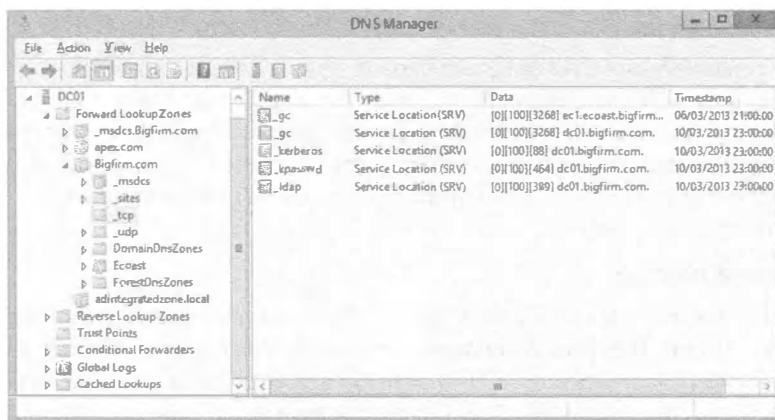 DNS Manager
File Action View Help
DC01
Forward Lookup Zones
_msdcs.Bigfirm.com
apex.com
Bigfirm.com
_msdcs
_sites
_tcp
_udp
DomainDnsZones
Ecoast
ForestDnsZones
adintegratedzone.local
Reverse Lookup Zones
Trust Points
Conditional Forwarders
Global Logs
Cached Lookups
Name Type Data Timestamp
_gc Service Location (SRV) [0][100][3268] ec1.ecoast.bigfirm... 06/03/2013 21:00:00
_gc Service Location (SRV) [0][100][3268] dc01.bigfirm.com. 10/03/2013 23:00:00
_kerberos Service Location (SRV) [0][100][88] dc01.bigfirm.com. 10/03/2013 23:00:00
_kpasswd Service Location (SRV) [0][100][464] dc01.bigfirm.com. 10/03/2013 23:00:00
_ldap Service Location (SRV) [0][100][389] dc01.bigfirm.com. 10/03/2013 23:00:00